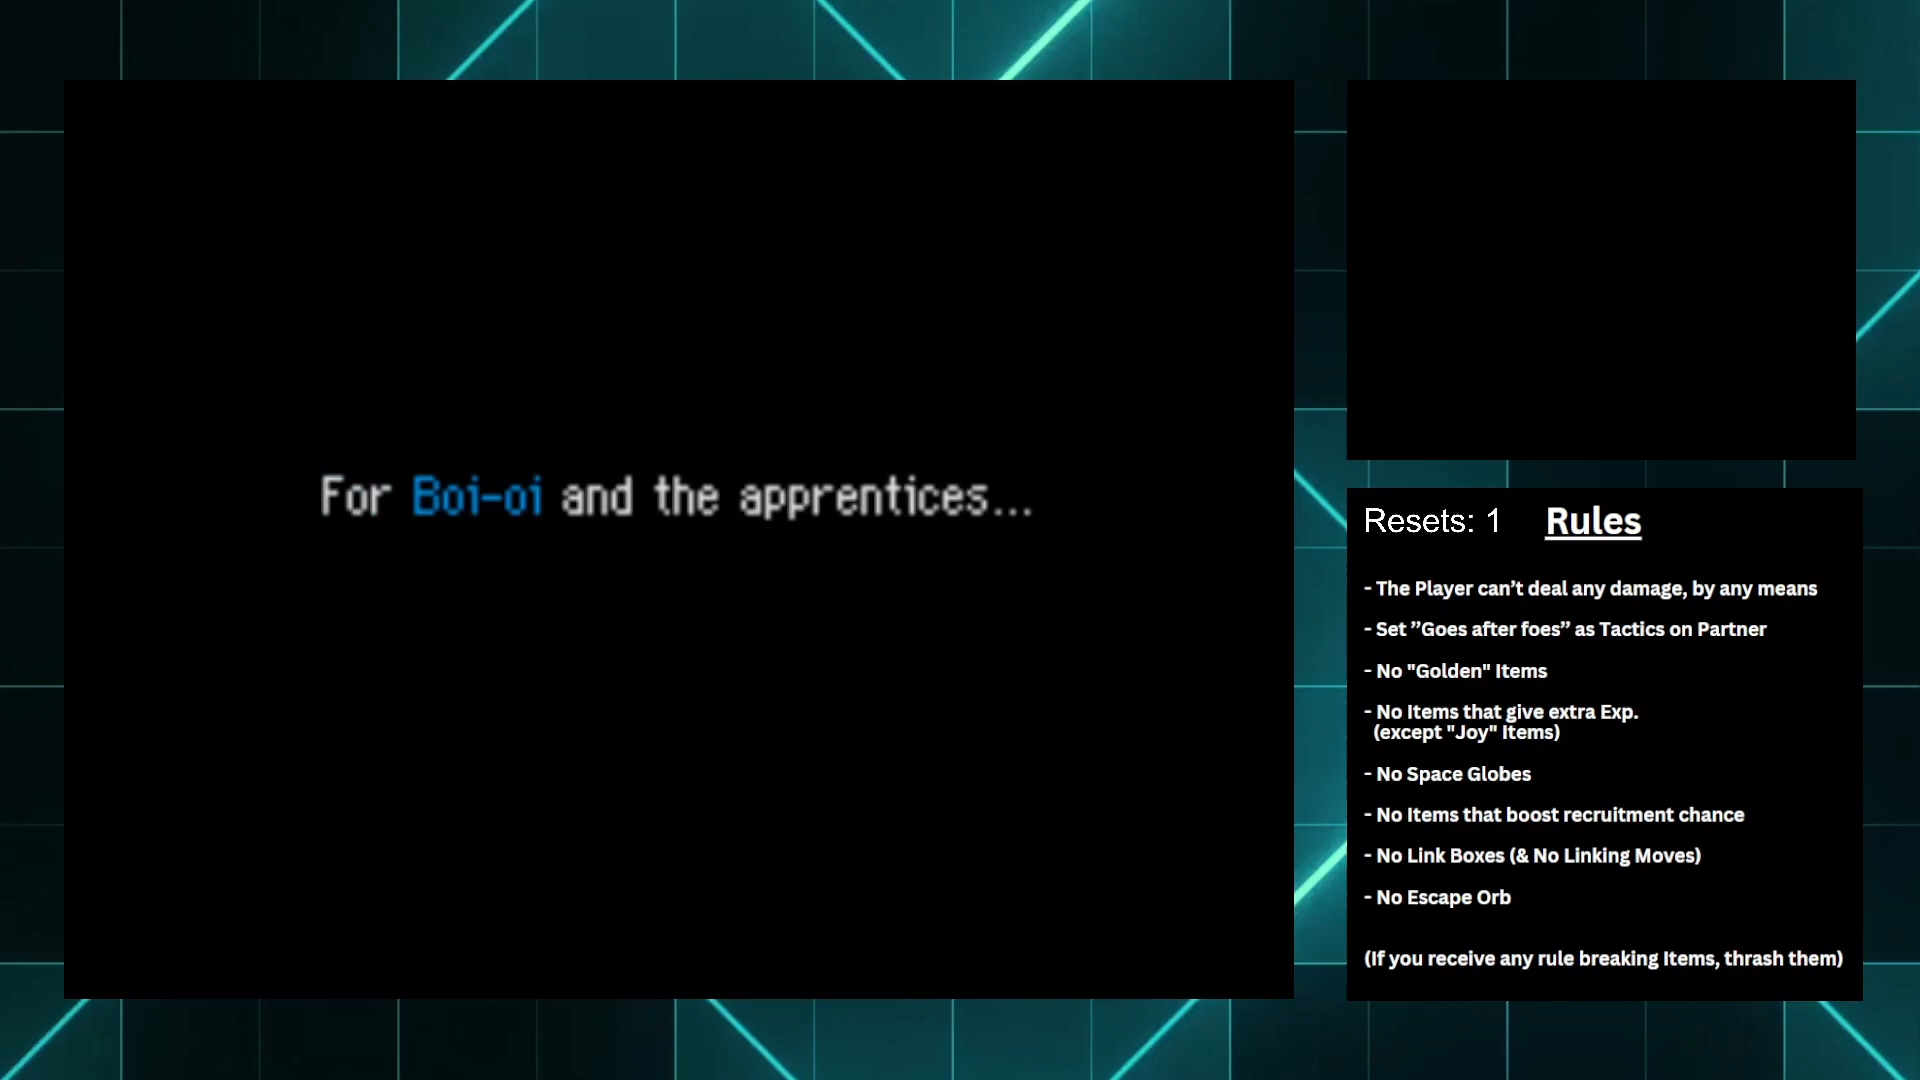 For Boi-oi and the apprentices...
Resets: 1
Rules
- The Player can’t deal any damage, by any means
- Set ”Goes after foes” as Tactics on Partner
- No "Golden" Items
- No Items that give extra Exp.
(except "Joy" Items)
- No Space Globes
- No Items that boost recruitment chance
- No Link Boxes (& No Linking Moves)
- No Escape Orb
(If you receive any rule breaking Items, thrash them)